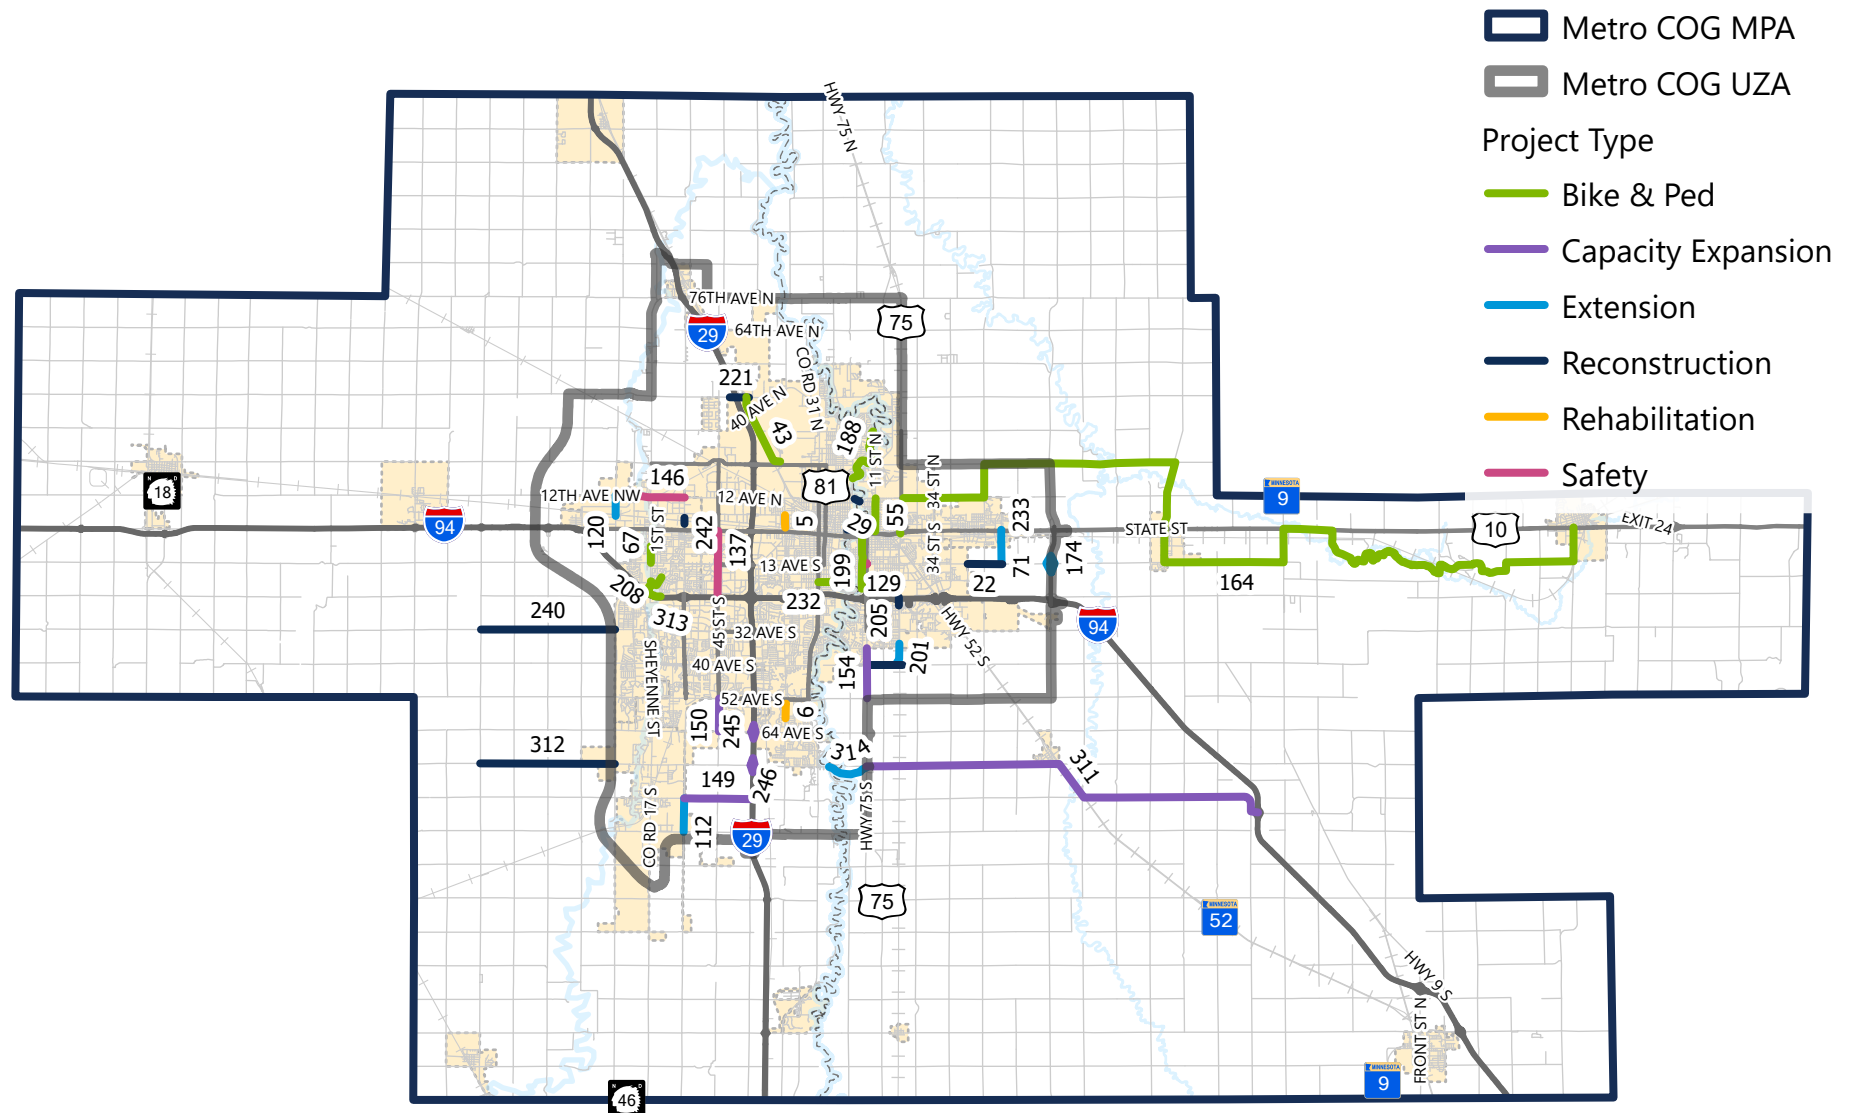 Metro COG MPA
Metro COG UZA
Project Type
Bike & Ped
Capacity Expansion
Extension
Reconstruction
Rehabilitation
Safety
HWY 75 N
76TH AVE N
64TH AVE N
29
75
CO RD 31 N
221
40 AVE N
43
188
11 ST N
34 ST N
81
146
12TH AVE NW
12 AVE N
18
94
120
67
1 ST ST
242
137
5
29
55
34 ST S
233
71
174
STATE ST
MINNESOTA
9
10
EXIT 24
13 AVE S
199
129
22
164
208
313
232
205
240
45 ST S
32 AVE S
HWY 52 S
94
SHEYENNE ST
40 AVE S
154
201
52 AVE S
150
245
6
64 AVE S
312
314
311
149
246
112
CO RD 17 S
29
HWY 75 S
75
MINNESOTA
52
HWY 9 S
FRONT ST N
MINNESOTA
9
N D
46